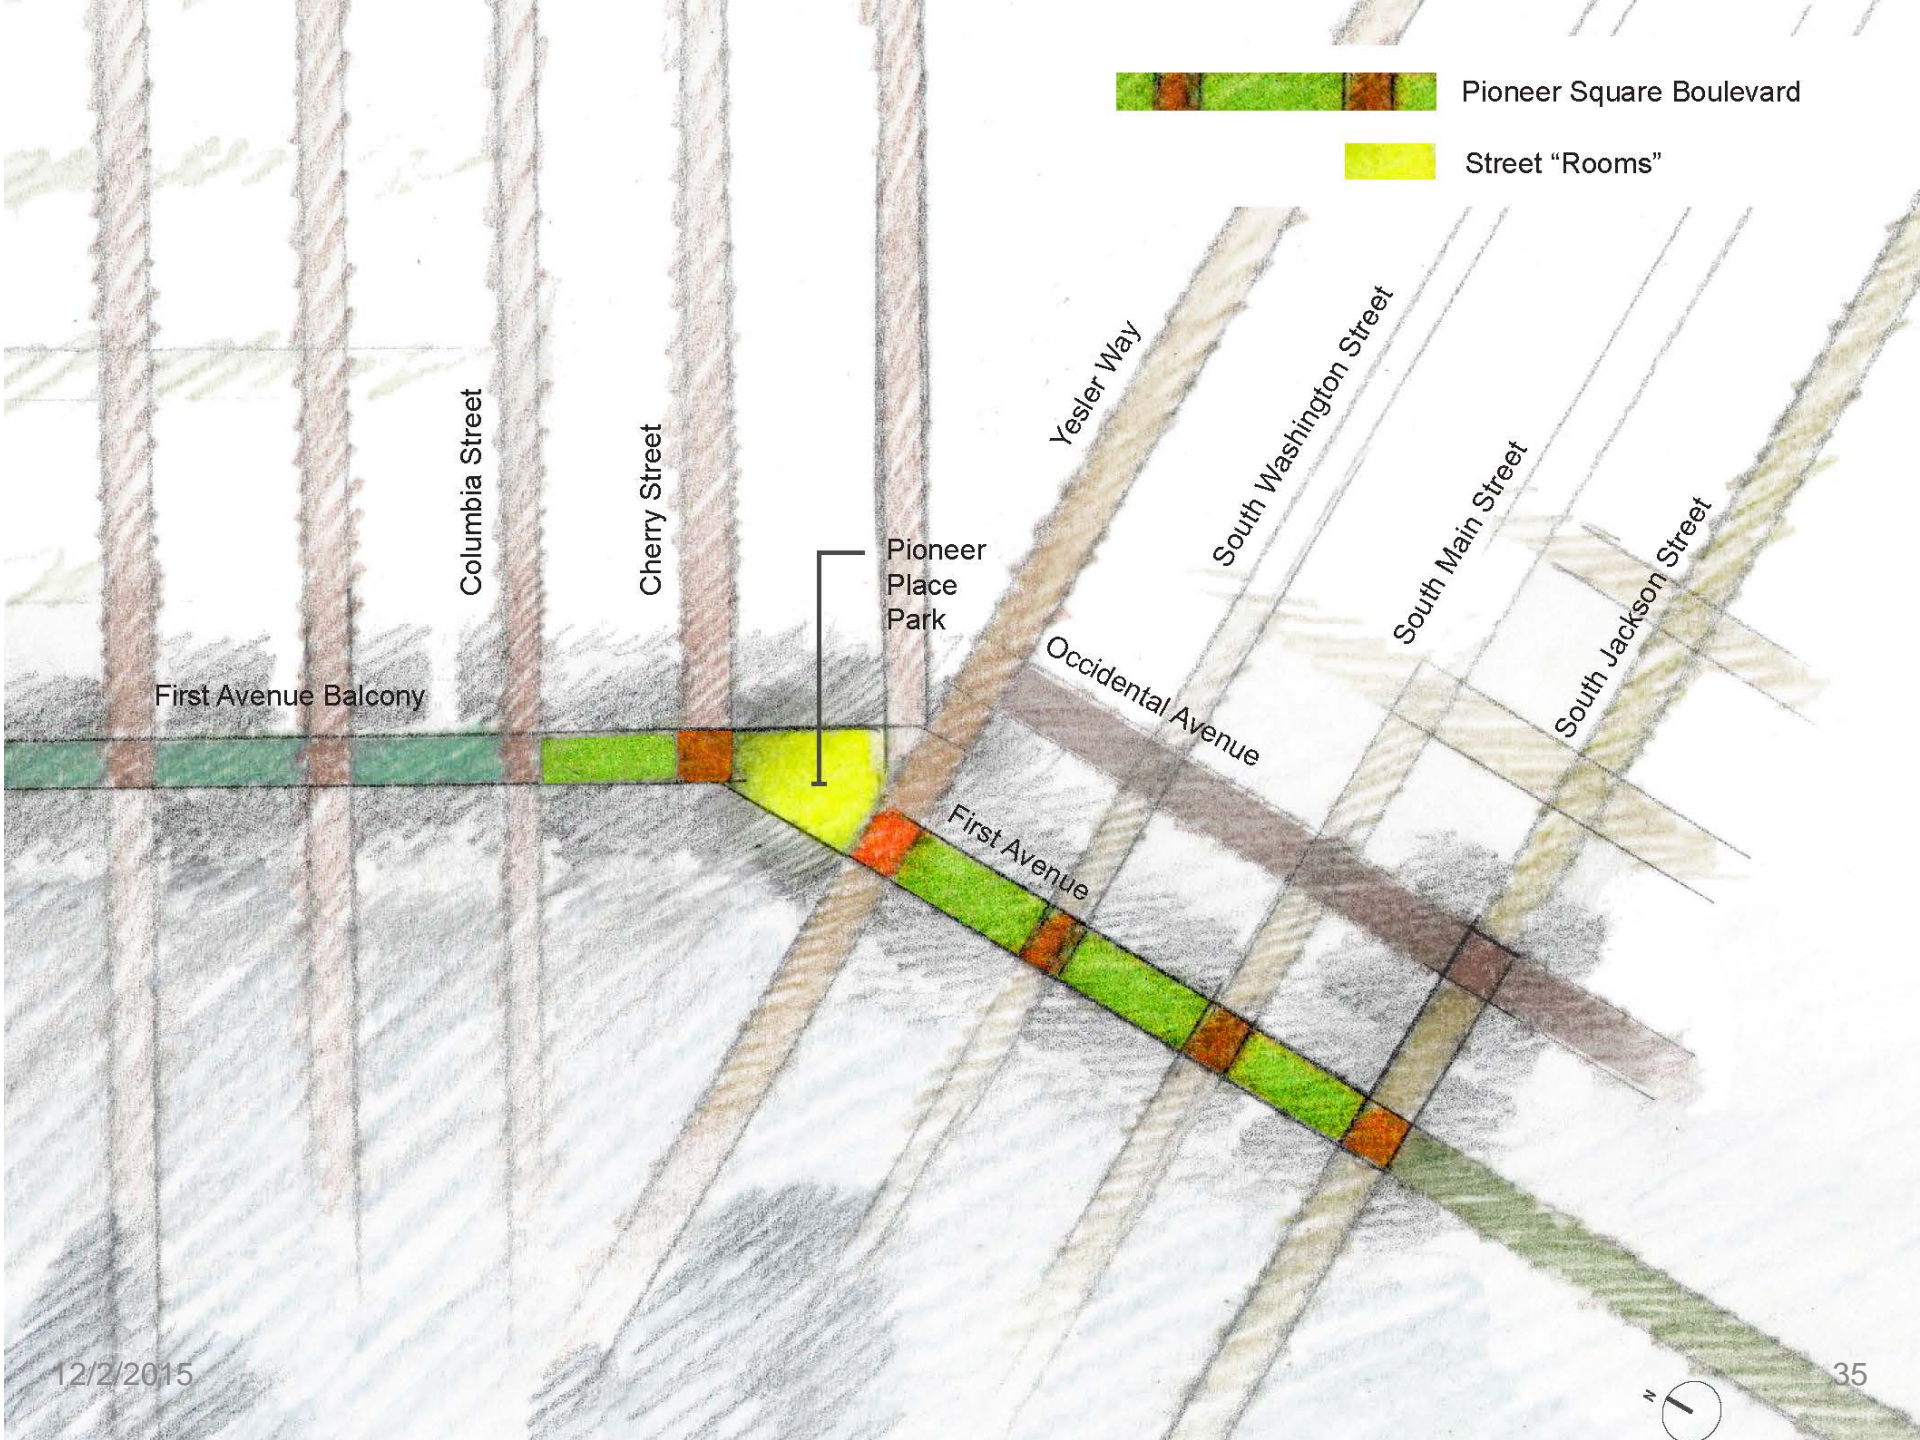 Pioneer Square Boulevard
Street “Rooms”
Yesler Way
South Washington Street
Columbia Street
Cherry Street
South Main Street
South Jackson Street
Pioneer
Place
Park
Occidental Avenue
First Avenue Balcony
First Avenue
12/2/2015
35
N